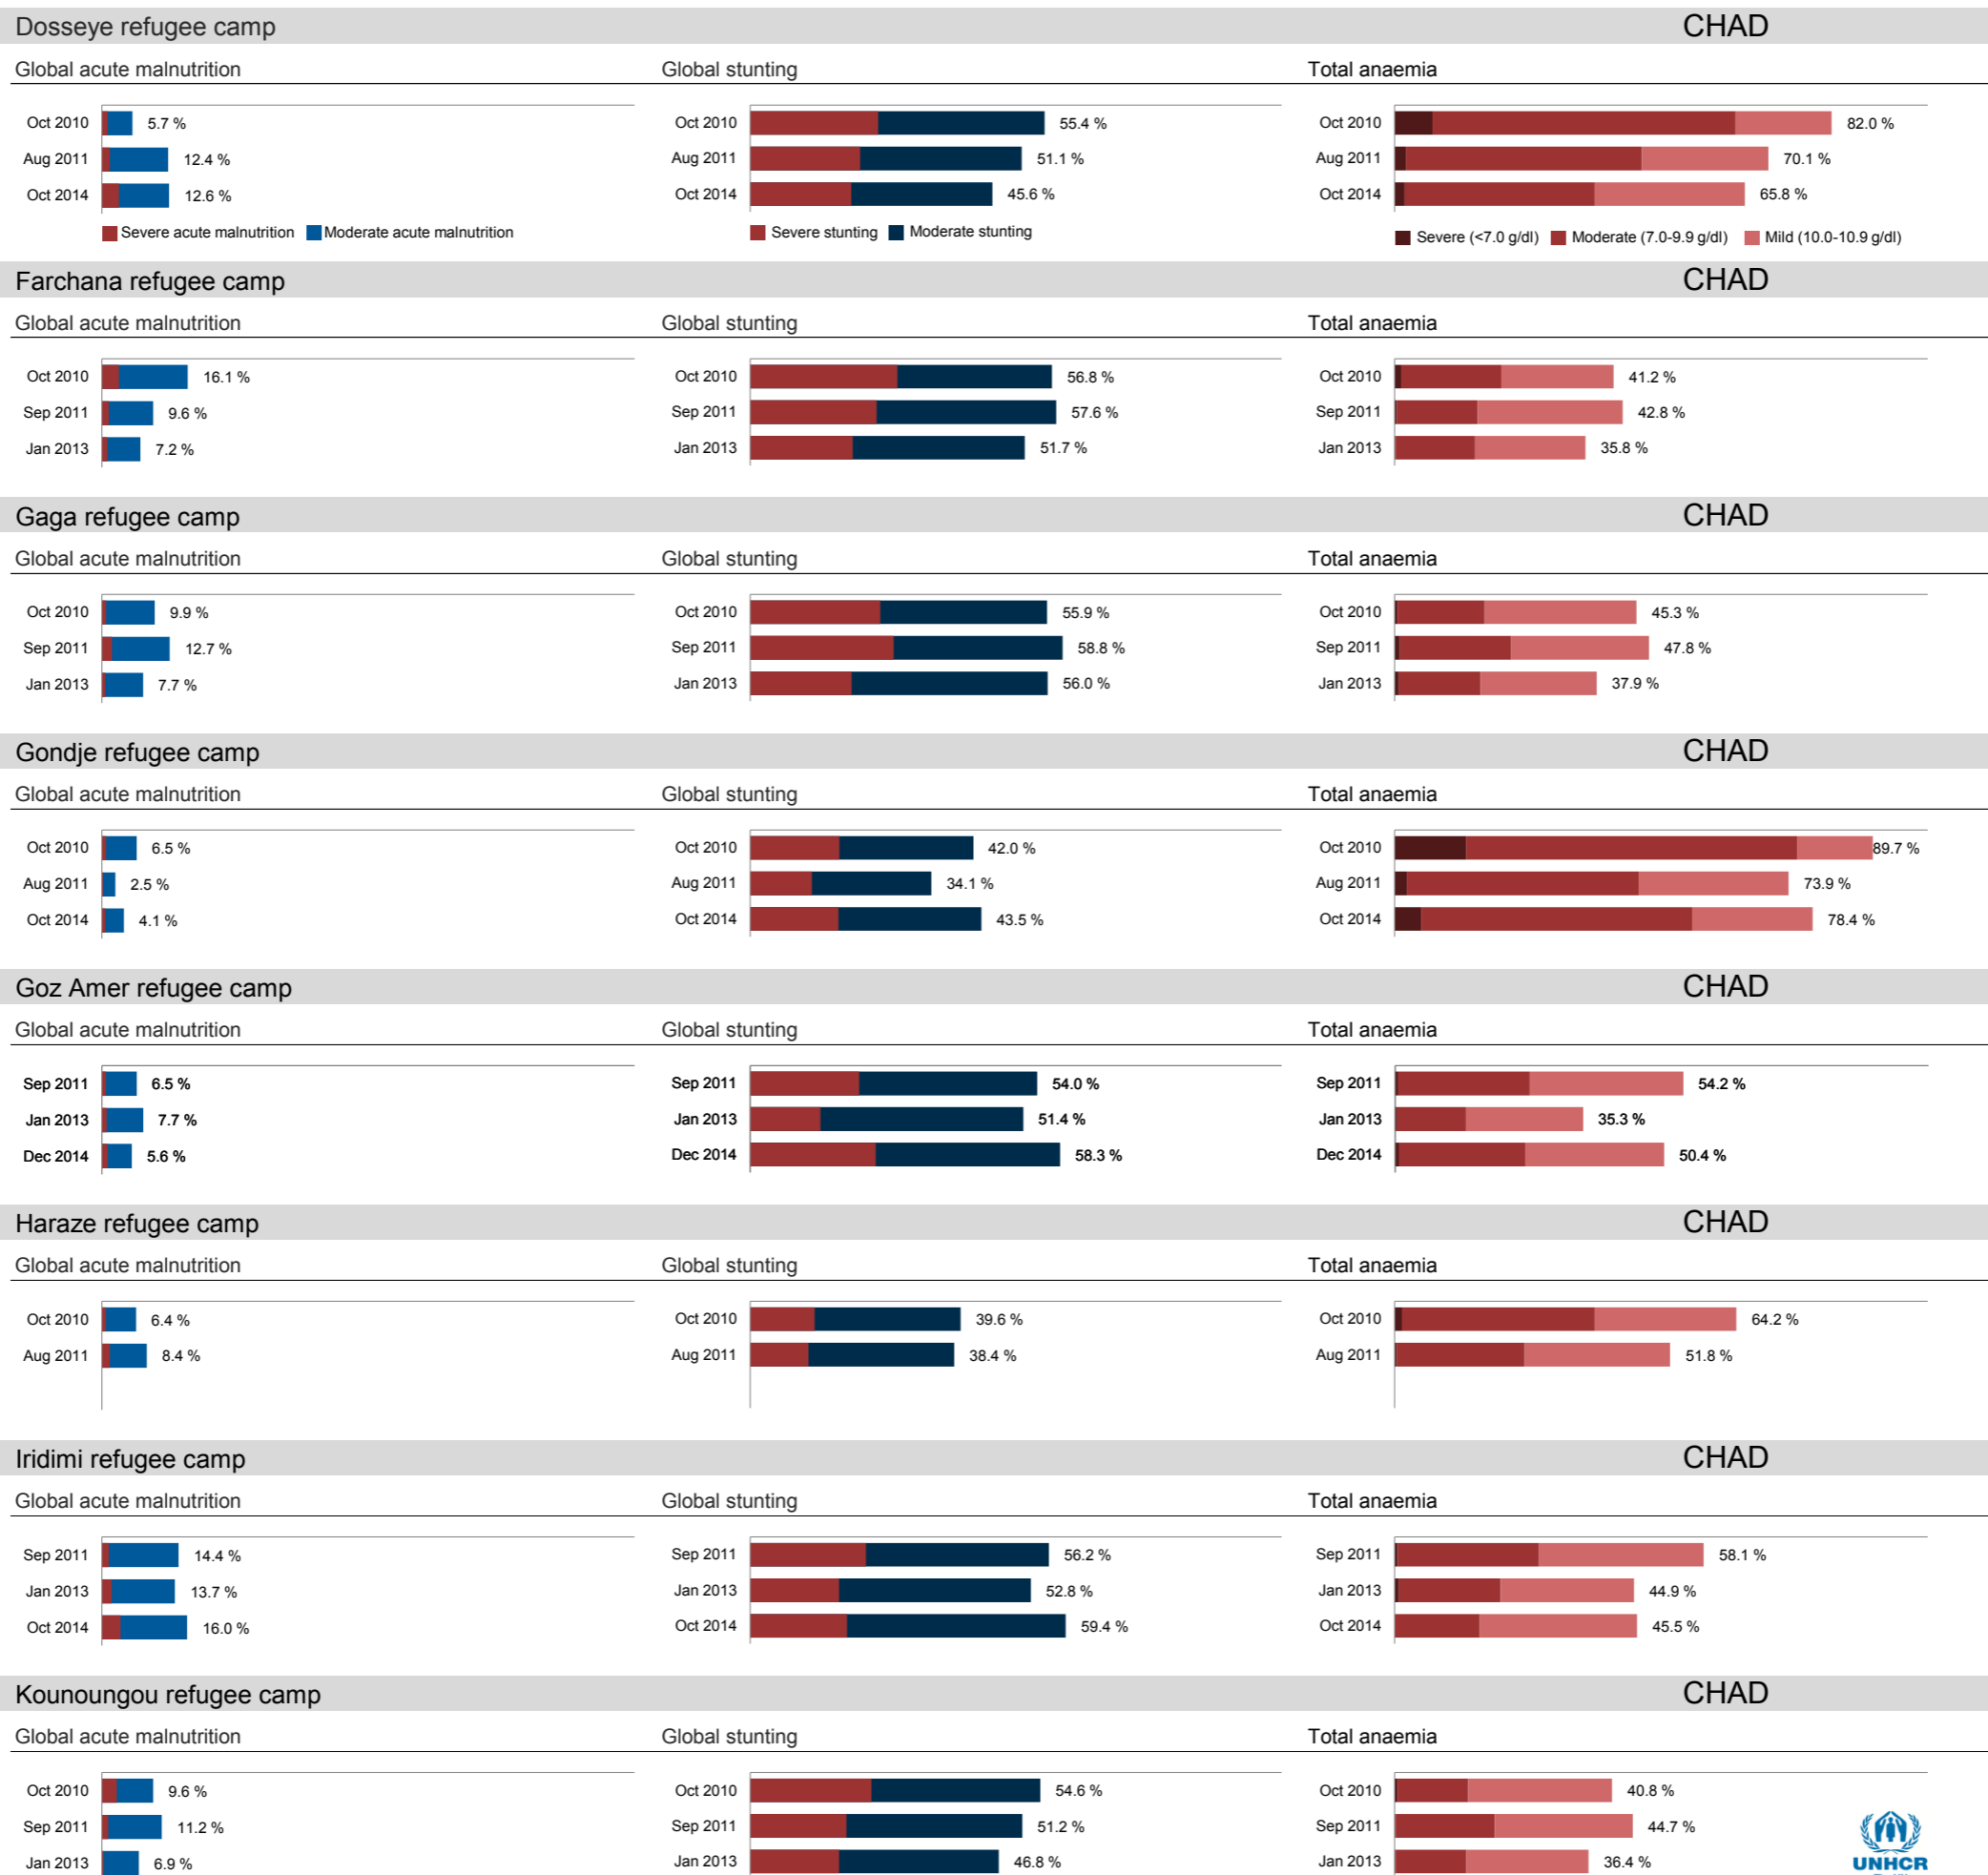 Dosseye refugee camp CHAD
Global acute malnutrition Global stunting Total anaemia
Oct 2010 5.7 % Oct 2010 55.4 % Oct 2010 82.0 %
Aug 2011 12.4 % Aug 2011 51.1 % Aug 2011 70.1 %
Oct 2014 12.6 % Oct 2014 45.6 % Oct 2014 65.8 %
Severe acute malnutrition Moderate acute malnutrition Severe stunting Moderate stunting Severe (<7.0 g/dl) Moderate (7.0-9.9 g/dl) Mild (10.0-10.9 g/dl)
Farchana refugee camp CHAD
Global acute malnutrition Global stunting Total anaemia
Oct 2010 16.1 % Oct 2010 56.8 % Oct 2010 41.2 %
Sep 2011 9.6 % Sep 2011 57.6 % Sep 2011 42.8 %
Jan 2013 7.2 % Jan 2013 51.7 % Jan 2013 35.8 %
Gaga refugee camp CHAD
Global acute malnutrition Global stunting Total anaemia
Oct 2010 9.9 % Oct 2010 55.9 % Oct 2010 45.3 %
Sep 2011 12.7 % Sep 2011 58.8 % Sep 2011 47.8 %
Jan 2013 7.7 % Jan 2013 56.0 % Jan 2013 37.9 %
Gondje refugee camp CHAD
Global acute malnutrition Global stunting Total anaemia
Oct 2010 6.5 % Oct 2010 42.0 % Oct 2010 89.7 %
Aug 2011 2.5 % Aug 2011 34.1 % Aug 2011 73.9 %
Oct 2014 4.1 % Oct 2014 43.5 % Oct 2014 78.4 %
Goz Amer refugee camp CHAD
Global acute malnutrition Global stunting Total anaemia
Sep 2011 6.5 % Sep 2011 54.0 % Sep 2011 54.2 %
Jan 2013 7.7 % Jan 2013 51.4 % Jan 2013 35.3 %
Dec 2014 5.6 % Dec 2014 58.3 % Dec 2014 50.4 %
Haraze refugee camp CHAD
Global acute malnutrition Global stunting Total anaemia
Oct 2010 6.4 % Oct 2010 39.6 % Oct 2010 64.2 %
Aug 2011 8.4 % Aug 2011 38.4 % Aug 2011 51.8 %
Iridimi refugee camp CHAD
Global acute malnutrition Global stunting Total anaemia
Sep 2011 14.4 % Sep 2011 56.2 % Sep 2011 58.1 %
Jan 2013 13.7 % Jan 2013 52.8 % Jan 2013 44.9 %
Oct 2014 16.0 % Oct 2014 59.4 % Oct 2014 45.5 %
Kounoungou refugee camp CHAD
Global acute malnutrition Global stunting Total anaemia
Oct 2010 9.6 % Oct 2010 54.6 % Oct 2010 40.8 %
Sep 2011 11.2 % Sep 2011 51.2 % Sep 2011 44.7 %
Jan 2013 6.9 % Jan 2013 46.8 % Jan 2013 36.4 %
UNHCR